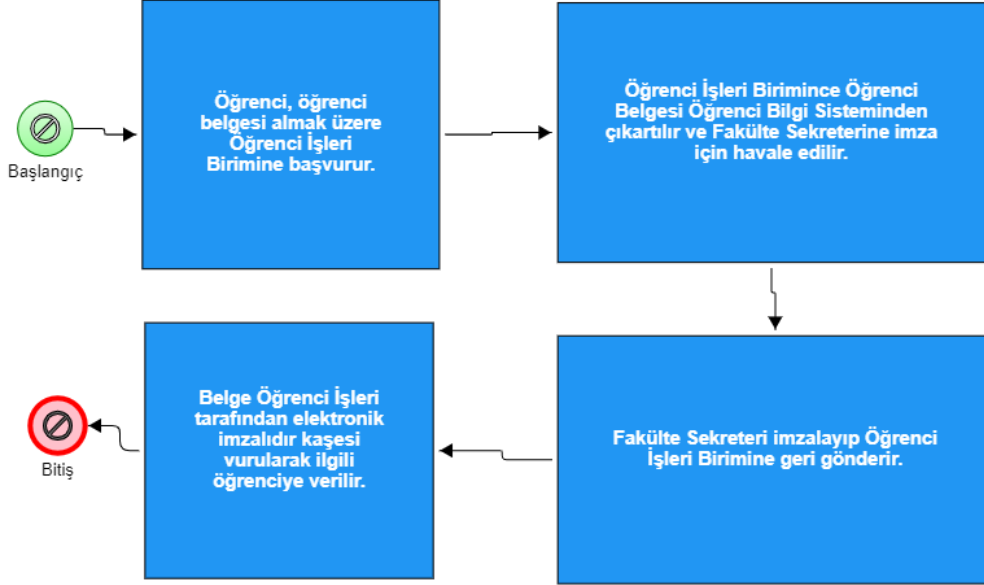 Başlangıç
Öğrenci, öğrenci
belgesi almak üzere
Öğrenci İşleri
Birimine başvurur.
Öğrenci İşleri Birimince Öğrenci
Belgesi Öğrenci Bilgi Sisteminden
çıkartılır ve Fakülte Sekreterine imza
için havale edilir.
Fakülte Sekreteri imzalayıp Öğrenci
İşleri Birimine geri gönderir.
Belge Öğrenci İşleri
tarafından elektronik
imzalıdır kaşesi
vurularak ilgili
öğrenciye verilir.
Bitiş